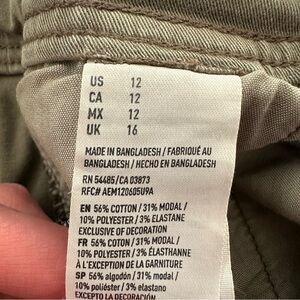 US 12
CA 12
MX 12
UK 16
MADE IN BANGLADESH / FABRIQUÉ AU
BANGLADESH / HECHO EN BANGLADESH
RN 54485/CA 03873
RFC# AEM120605U9A
EN 56% COTTON / 31% MODAL /
10% POLYESTER / 3% ELASTANE
EXCLUSIVE OF DECORATION
FR 56% COTON / 31% MODAL /
10% POLYESTER / 3% ÉLASTHANNE
À L'EXCEPTION DE LA GARNITURE
SP 56% algodón / 31% modal /
10% poliéster / 3% elastano
EXCEPTO LA DECORACIÓN